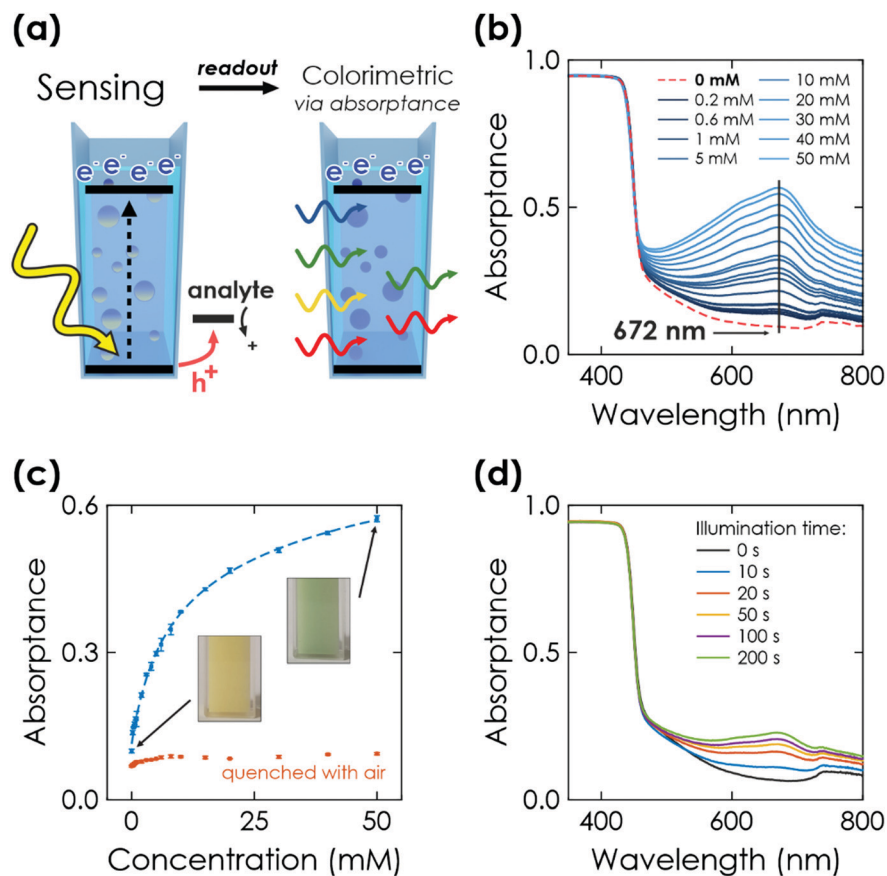 (a)
Sensing
readout
Colorimetric
via absorptance
e- e- e- e-
analyte
+
h+
(b)
Absorptance
1.0
0.5
0.0
0 mM
0.2 mM
0.6 mM
1 mM
5 mM
10 mM
20 mM
30 mM
40 mM
50 mM
672 nm
400 600 800
Wavelength (nm)
(c)
Absorptance
0.6
0.3
0.0
quenched with air
0 25 50
Concentration (mM)
(d)
Absorptance
1.0
0.5
0.0
Illumination time:
0 s
10 s
20 s
50 s
100 s
200 s
400 600 800
Wavelength (nm)